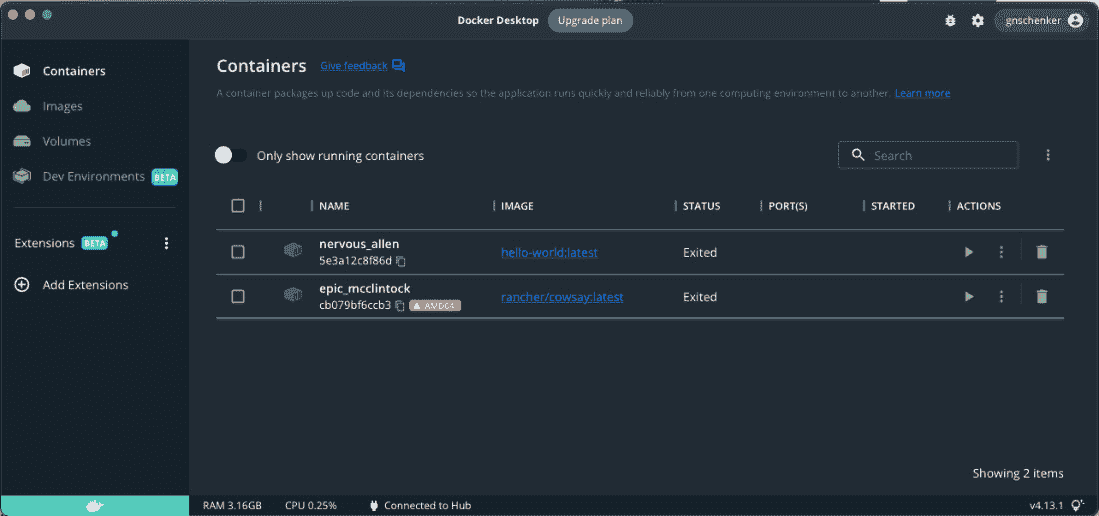 Docker Desktop Upgrade plan gnschenker
Containers
Images
Volumes
Dev Environments BETA
Extensions BETA
Add Extensions
Containers Give feedback
A container packages up code and its dependencies so the application runs quickly and reliably from one computing environment to another. Learn more
Only show running containers Search
NAME IMAGE STATUS PORT(S) STARTED ACTIONS
nervous_allen
5e3a12c8f86d hello-world:latest Exited
epic_mcclintock
cb079bf6ccb3 AMD64 rancher/cowsay:latest Exited
Showing 2 items
RAM 3.16GB CPU 0.25% Connected to Hub v4.13.1